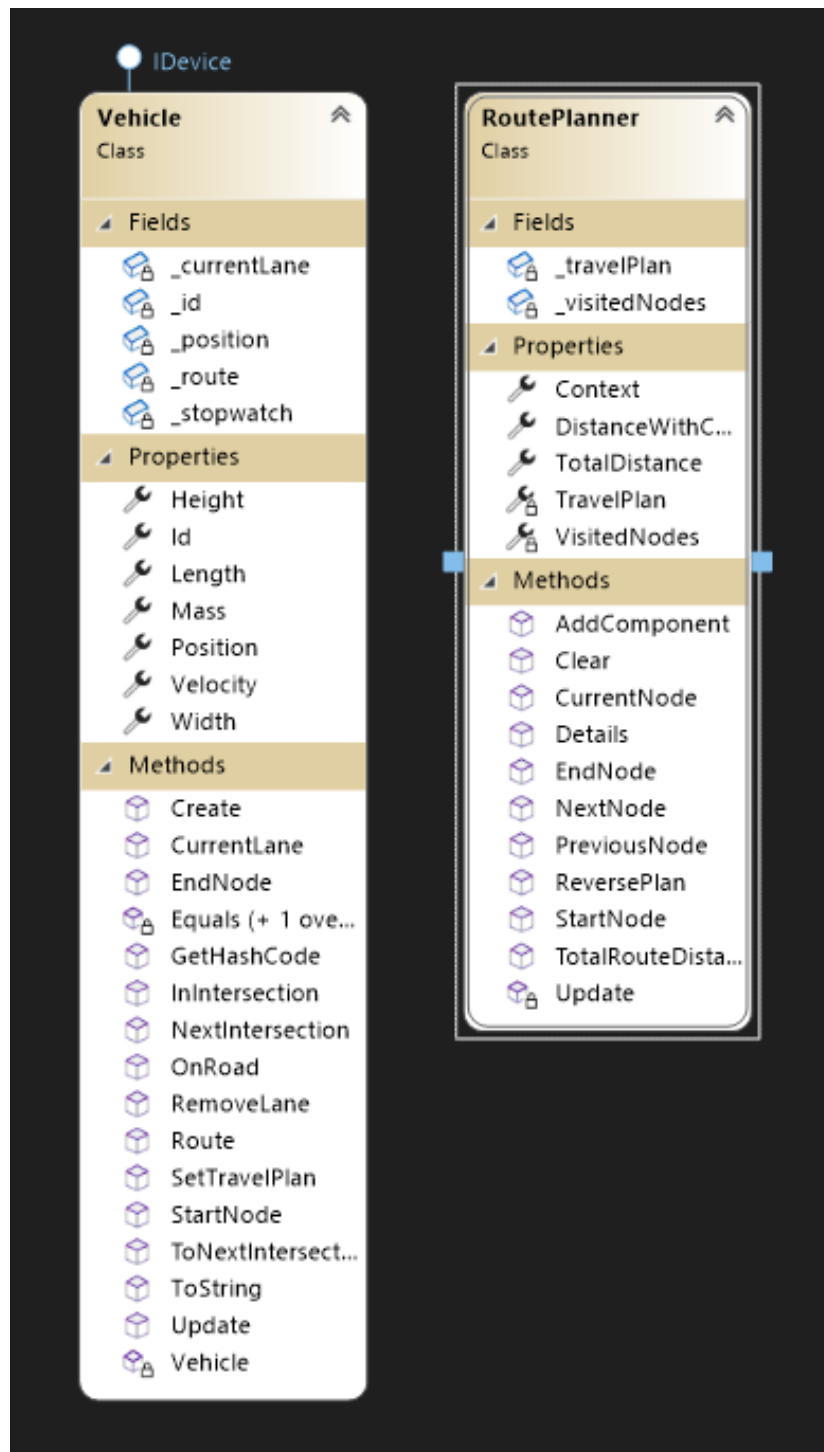 IDevice
Vehicle
Class
Fields
_currentLane
_id
_position
_route
_stopwatch
Properties
Height
Id
Length
Mass
Position
Velocity
Width
Methods
Create
CurrentLane
EndNode
Equals (+ 1 ove...
GetHashCode
InIntersection
NextIntersection
OnRoad
RemoveLane
Route
SetTravelPlan
StartNode
ToNextIntersect...
ToString
Update
Vehicle
RoutePlanner
Class
Fields
_travelPlan
_visitedNodes
Properties
Context
DistanceWithC...
TotalDistance
TravelPlan
VisitedNodes
Methods
AddComponent
Clear
CurrentNode
Details
EndNode
NextNode
PreviousNode
ReversePlan
StartNode
TotalRouteDista...
Update